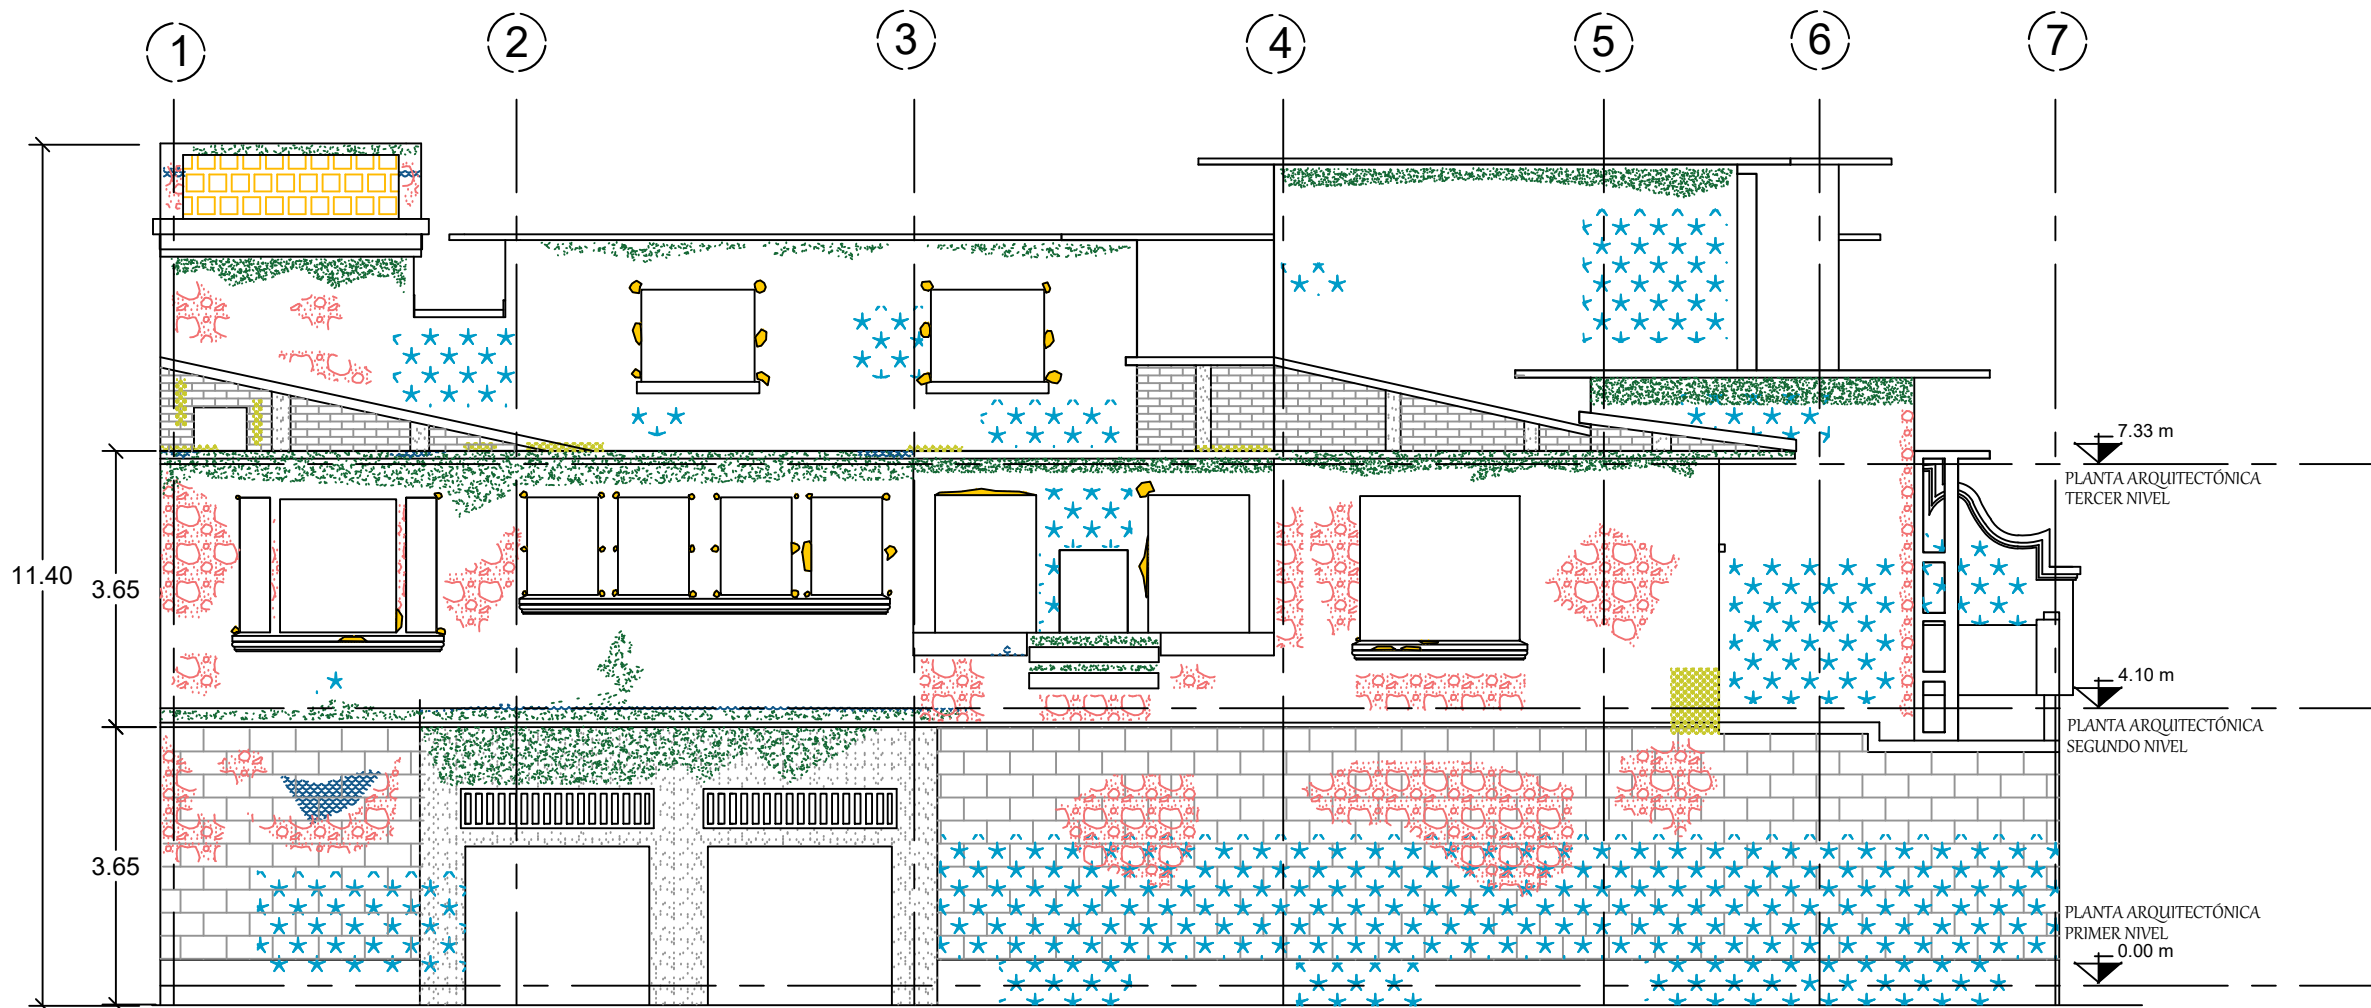 1
2
3
4
5
6
7
7.33 m
PLANTA ARQUITECTÓNICA
TERCER NIVEL
11.40
3.65
4.10 m
PLANTA ARQUITECTÓNICA
SEGUNDO NIVEL
3.65
PLANTA ARQUITECTÓNICA
PRIMER NIVEL
0.00 m